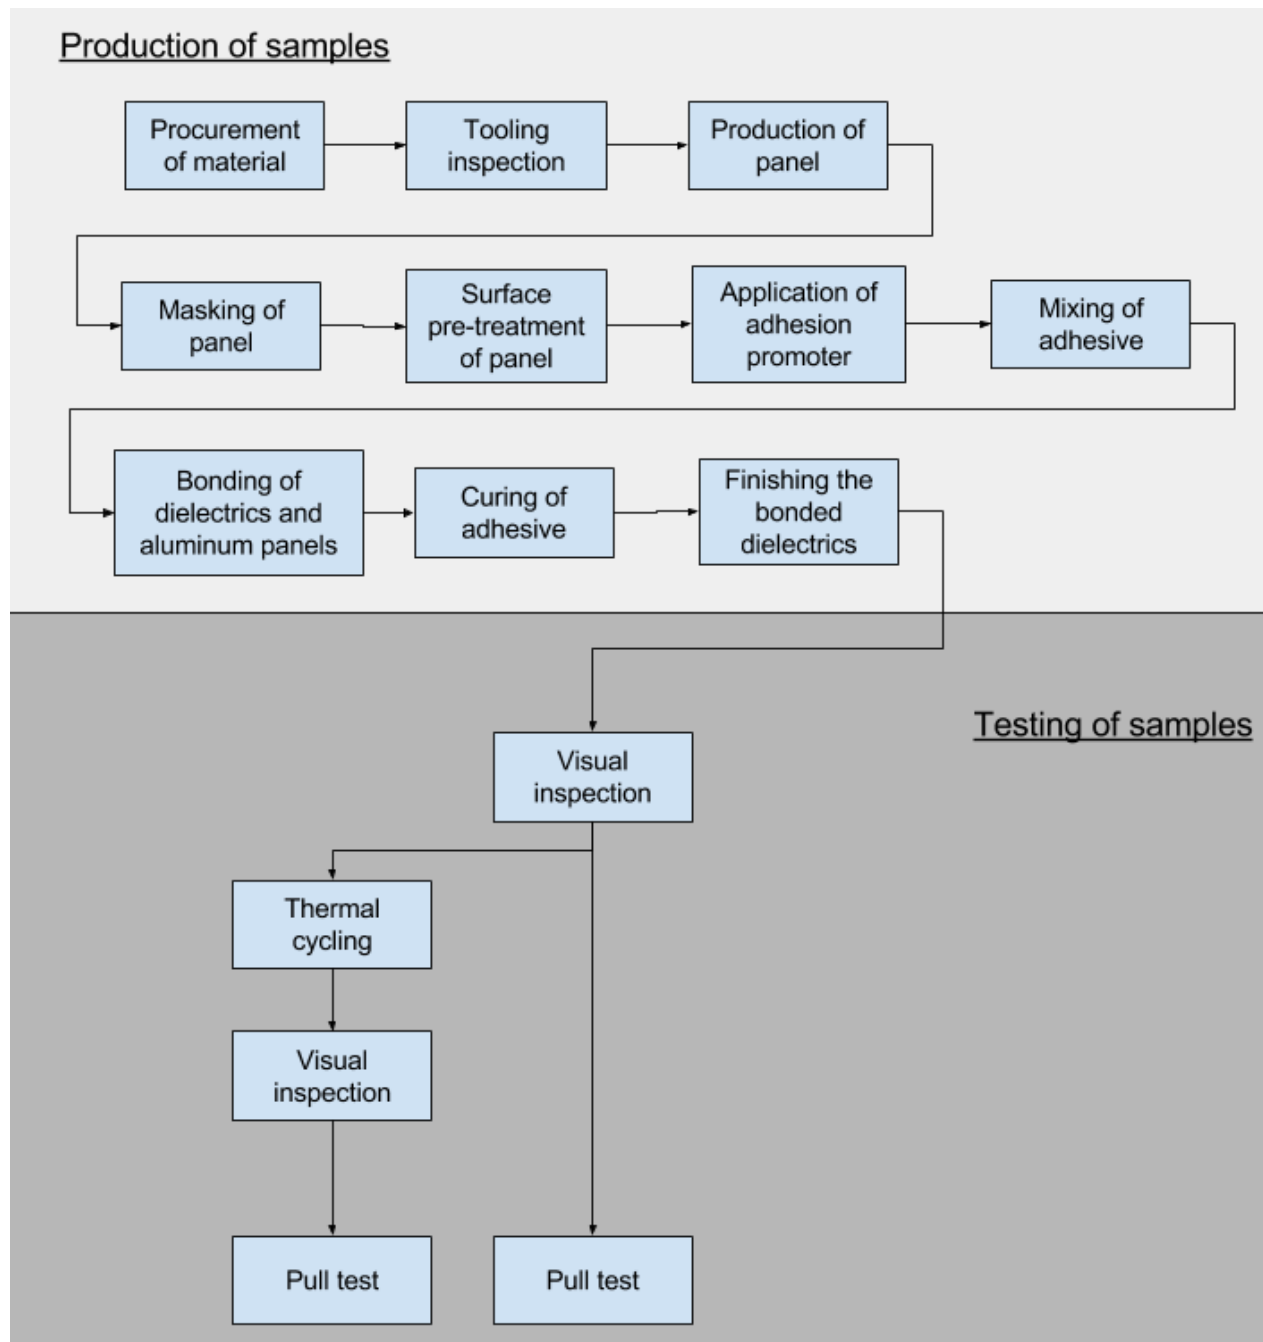 Production of samples
Procurement
of material
Tooling
inspection
Production of
panel
Masking of
panel
Surface
pre-treatment
of panel
Application of
adhesion
promoter
Mixing of
adhesive
Bonding of
dielectrics and
aluminum panels
Curing of
adhesive
Finishing the
bonded
dielectrics
Testing of samples
Visual
inspection
Thermal
cycling
Visual
inspection
Pull test
Pull test